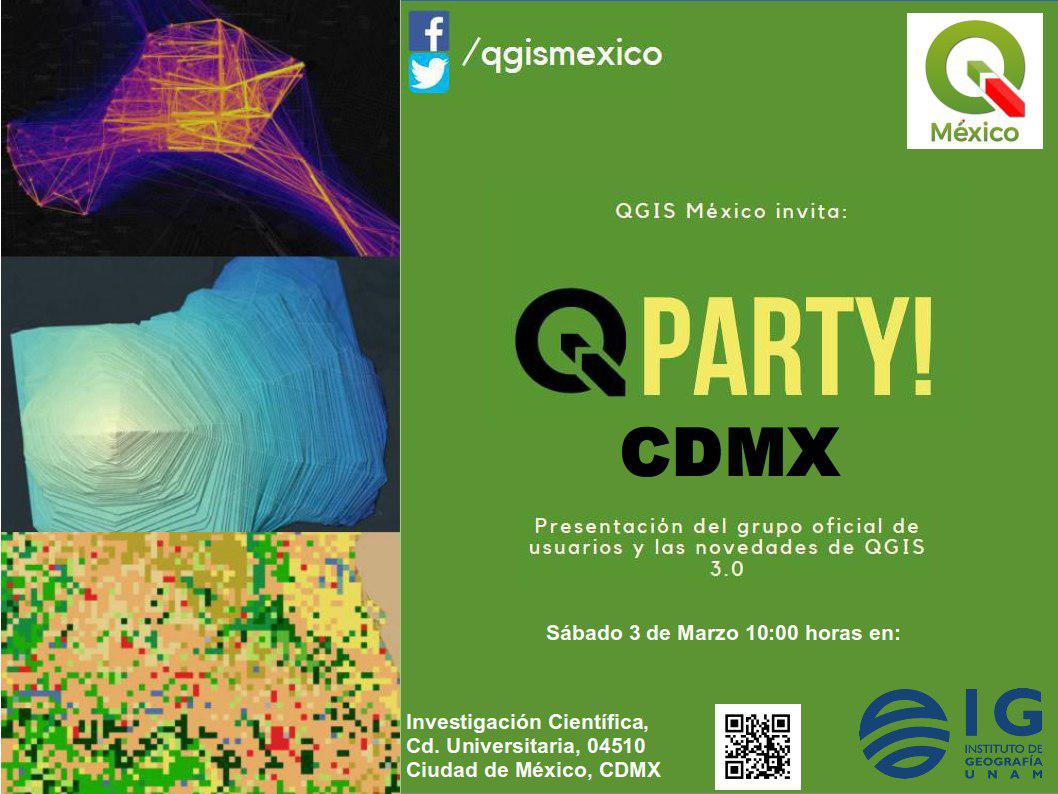 /qgismexico
México
QGIS México invita:
Q PARTY!
CDMX
Presentación del grupo oficial de
usuarios y las novedades de QGIS
3.0
Sábado 3 de Marzo 10:00 horas en:
Investigación Científica,
Cd. Universitaria, 04510
Ciudad de México, CDMX
IG
INSTITUTO DE
GEOGRAFÍA
UNAM